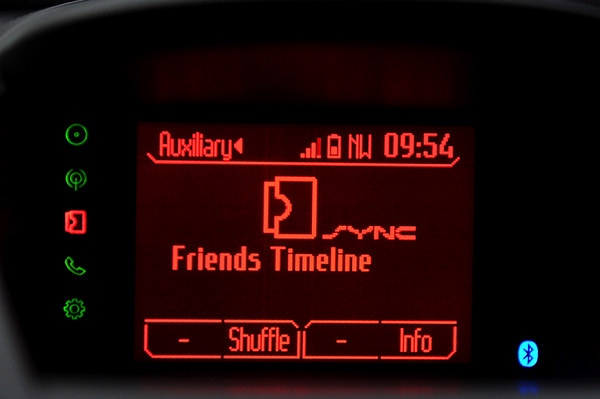 Auxiliary NW 09:54
SYNC
Friends Timeline
- Shuffle - Info